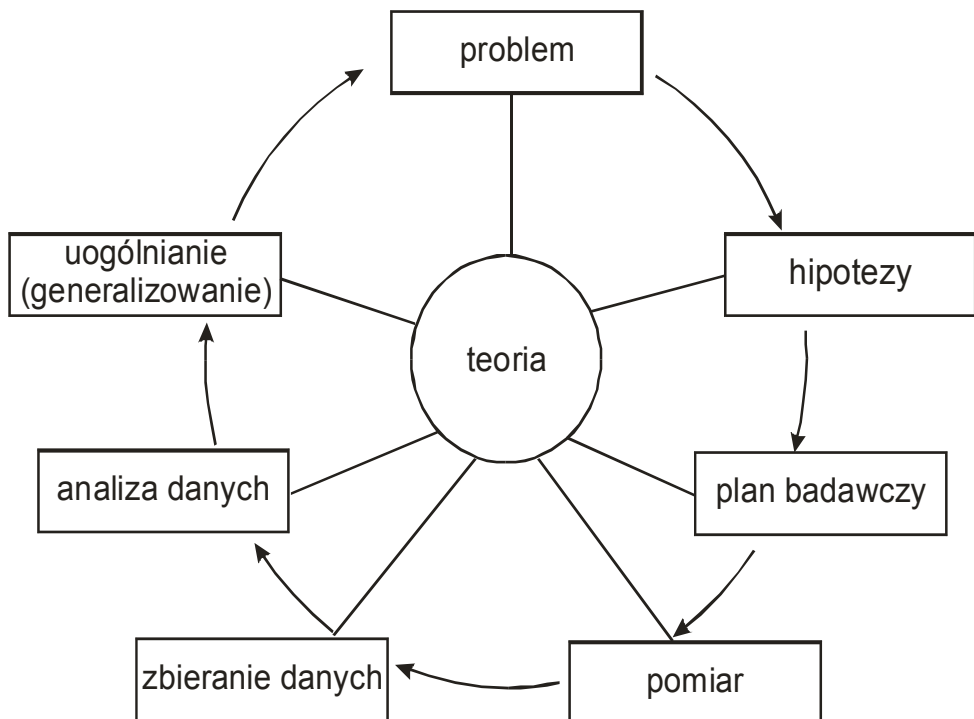 problem
hipotezy
plan badawczy
pomiar
zbieranie danych
analiza danych
uogólnianie
(generalizowanie)
teoria